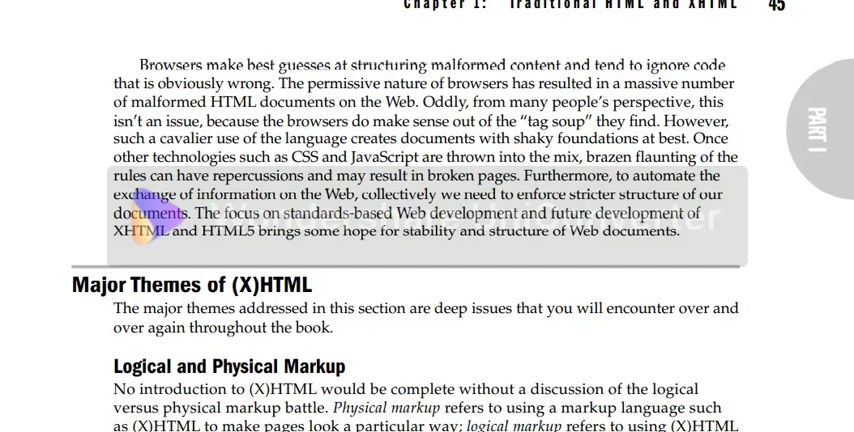 Chapter 1: Traditional HTML and XHTML 45
Browsers make best guesses at structuring malformed content and tend to ignore code
that is obviously wrong. The permissive nature of browsers has resulted in a massive number
of malformed HTML documents on the Web. Oddly, from many people's perspective, this
isn't an issue, because the browsers do make sense out of the “tag soup” they find. However,
such a cavalier use of the language creates documents with shaky foundations at best. Once
other technologies such as CSS and JavaScript are thrown into the mix, brazen flaunting of the
rules can have repercussions and may result in broken pages. Furthermore, to automate the
exchange of information on the Web, collectively we need to enforce stricter structure of our
documents. The focus on standards-based Web development and future development of
XHTML and HTML5 brings some hope for stability and structure of Web documents.
Wondershare UniConverter
PART I
Major Themes of (X)HTML
The major themes addressed in this section are deep issues that you will encounter over and
over again throughout the book.
Logical and Physical Markup
No introduction to (X)HTML would be complete without a discussion of the logical
versus physical markup battle. Physical markup refers to using a markup language such
as (X)HTML to make pages look a particular way; logical markup refers to using (X)HTML